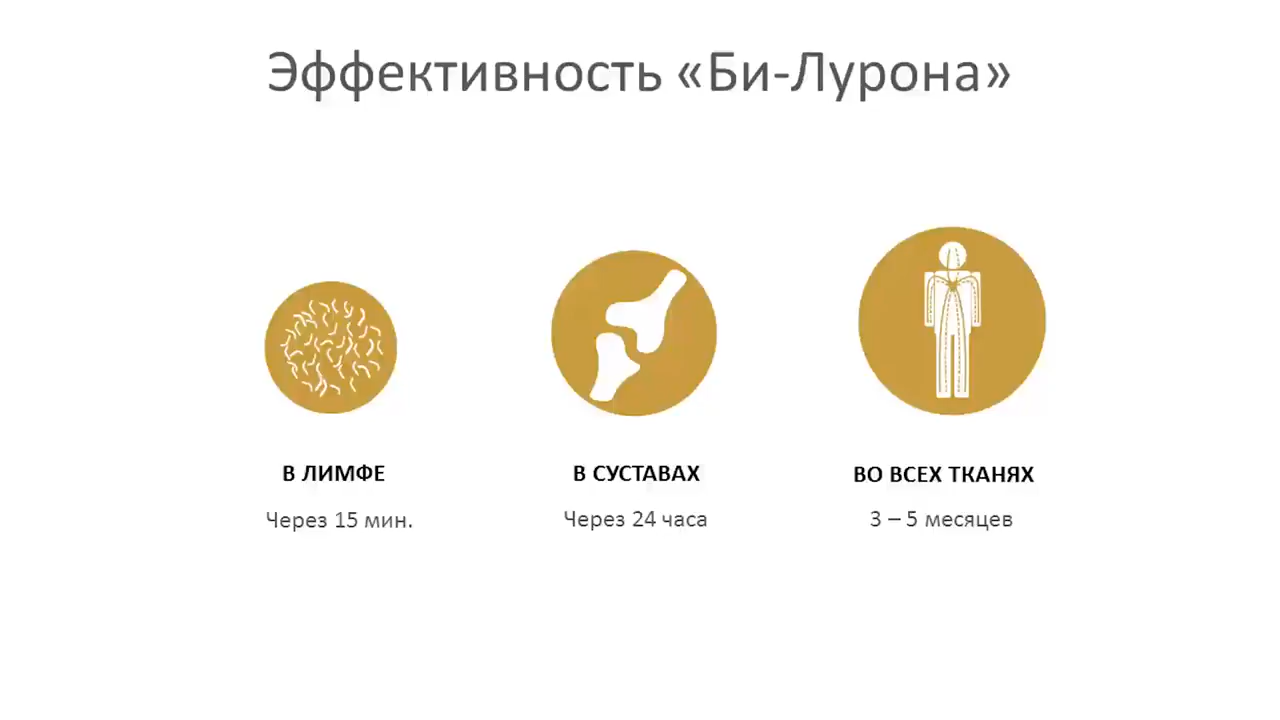 Эффективность «Би-Лурона»
В ЛИМФЕ
В СУСТАВАХ
ВО ВСЕХ ТКАНЯХ
Через 15 мин.
Через 24 часа
3 – 5 месяцев